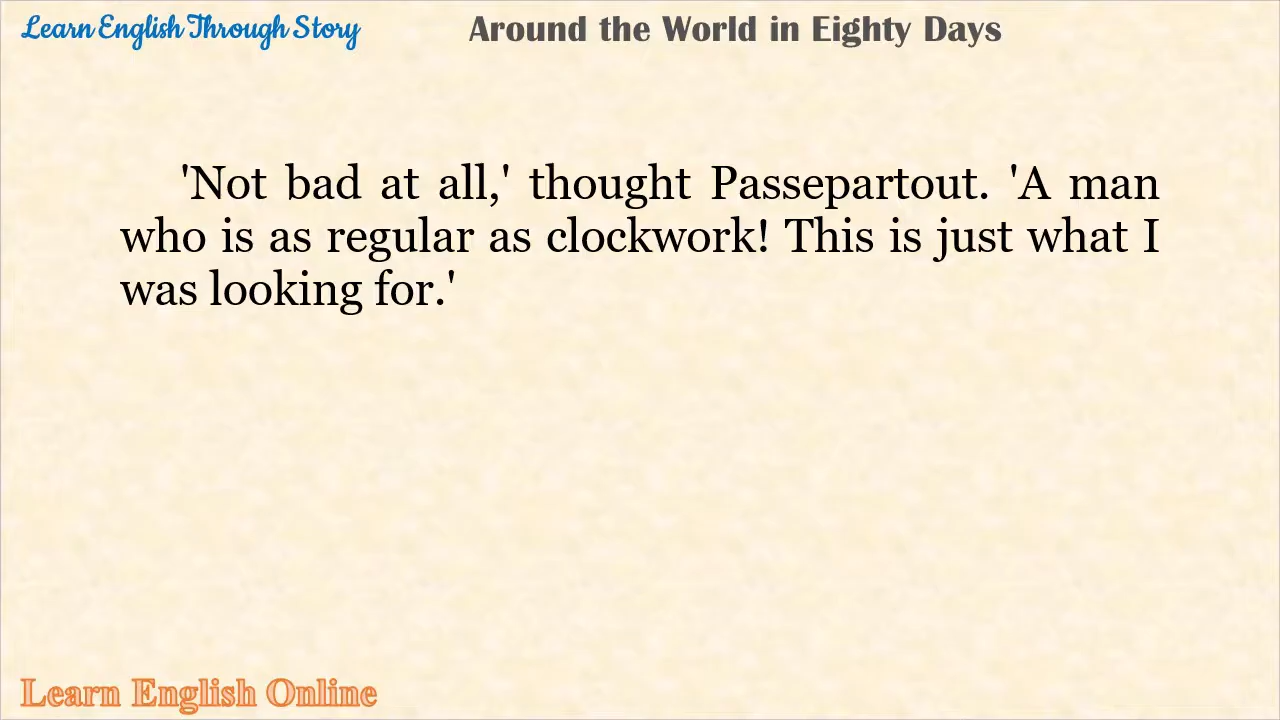 Learn English Through Story
Around the World in Eighty Days
'Not bad at all,' thought Passepartout. 'A man
who is as regular as clockwork! This is just what I
was looking for.'
Learn English Online